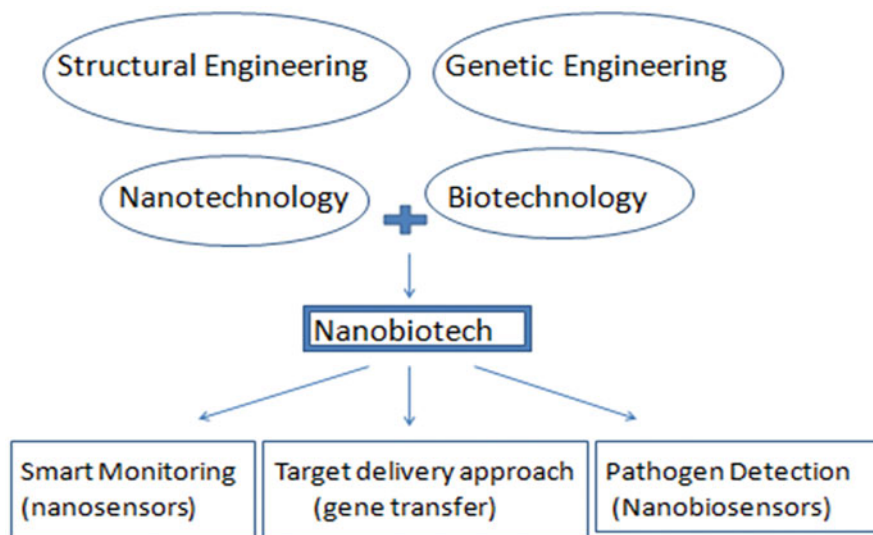 Structural Engineering
Genetic Engineering
Nanotechnology
Biotechnology
Nanobiotech
Smart Monitoring
(nanosensors)
Target delivery approach
(gene transfer)
Pathogen Detection
(Nanobiosensors)